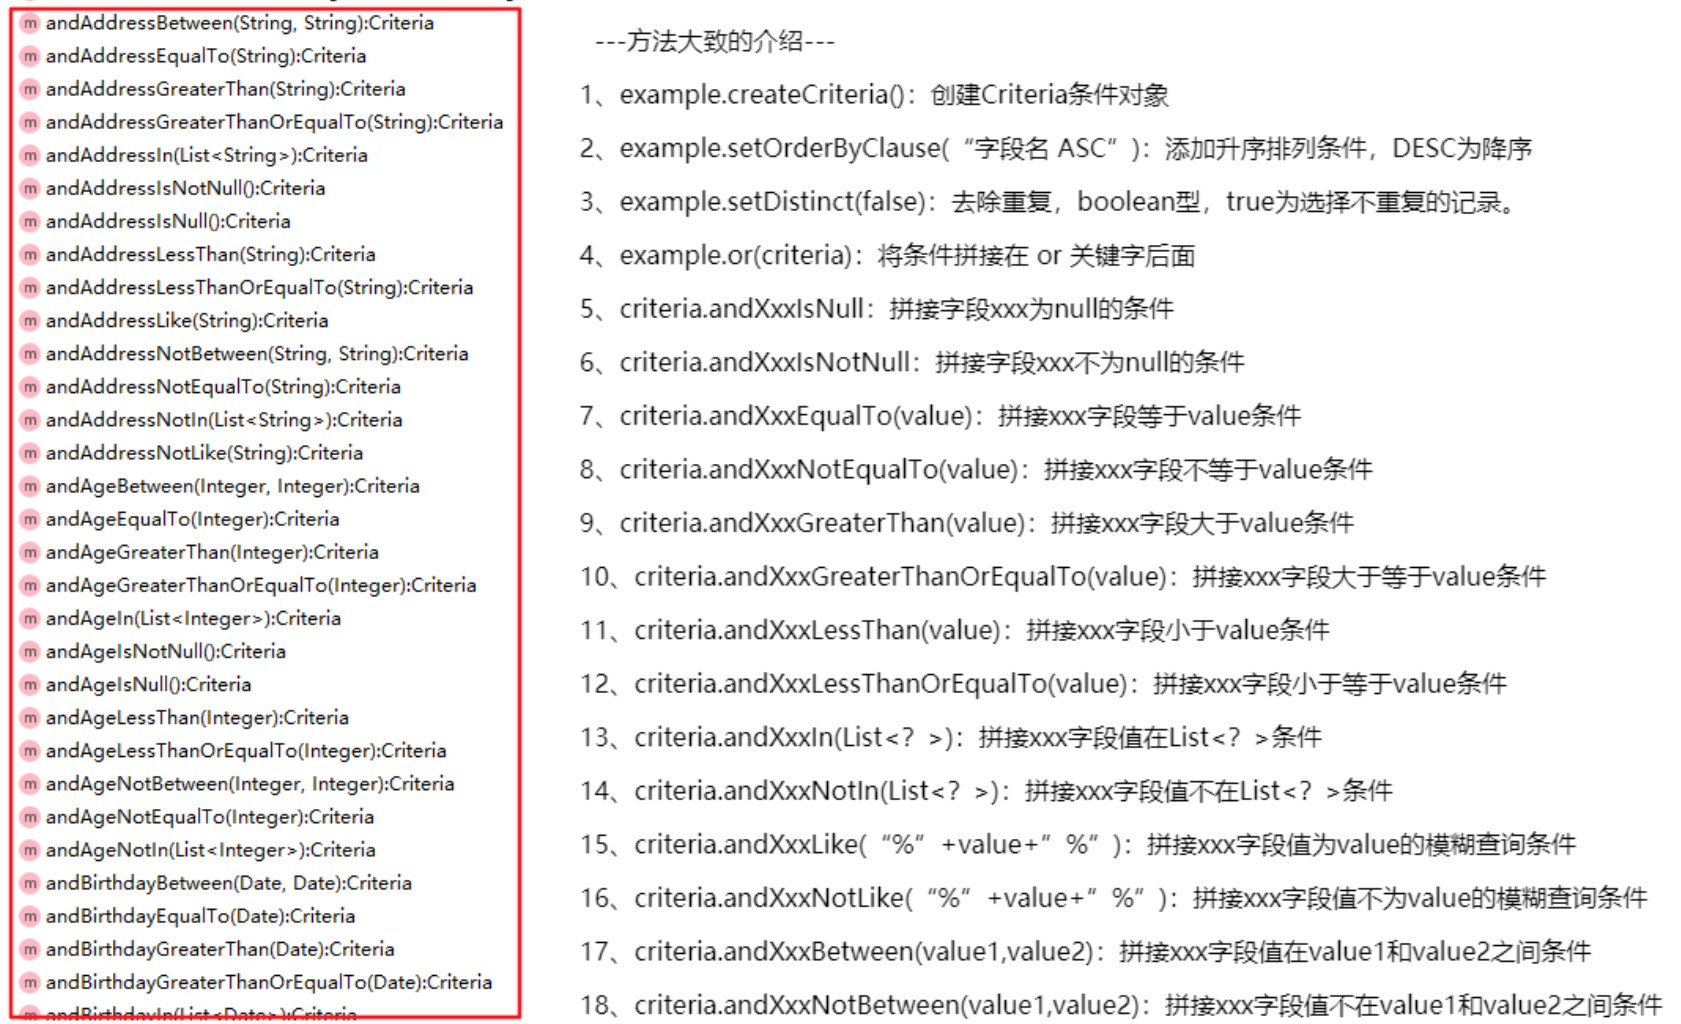 andAddressBetween(String, String):Criteria
andAddressEqualTo(String):Criteria
andAddressGreaterThan(String):Criteria
andAddressGreaterThanOrEqualTo(String):Criteria
andAddressIn(List<String>):Criteria
andAddressIsNotNull():Criteria
andAddressIsNull():Criteria
andAddressLessThan(String):Criteria
andAddressLessThanOrEqualTo(String):Criteria
andAddressLike(String):Criteria
andAddressNotBetween(String, String):Criteria
andAddressNotEqualTo(String):Criteria
andAddressNotIn(List<String>):Criteria
andAddressNotLike(String):Criteria
andAgeBetween(Integer, Integer):Criteria
andAgeEqualTo(Integer):Criteria
andAgeGreaterThan(Integer):Criteria
andAgeGreaterThanOrEqualTo(Integer):Criteria
andAgeIn(List<Integer>):Criteria
andAgeIsNotNull():Criteria
andAgeIsNull():Criteria
andAgeLessThan(Integer):Criteria
andAgeLessThanOrEqualTo(Integer):Criteria
andAgeNotBetween(Integer, Integer):Criteria
andAgeNotEqualTo(Integer):Criteria
andAgeNotIn(List<Integer>):Criteria
andBirthdayBetween(Date, Date):Criteria
andBirthdayEqualTo(Date):Criteria
andBirthdayGreaterThan(Date):Criteria
andBirthdayGreaterThanOrEqualTo(Date):Criteria
andBirthdayIn(List<Date>):Criteria
---方法大致的介绍---
1、example.createCriteria()：创建Criteria条件对象
2、example.setOrderByClause(“字段名 ASC”)：添加升序排列条件，DESC为降序
3、example.setDistinct(false)：去除重复，boolean型，true为选择不重复的记录。
4、example.or(criteria)：将条件拼接在 or 关键字后面
5、criteria.andXxxIsNull：拼接字段xxx为null的条件
6、criteria.andXxxIsNotNull：拼接字段xxx不为null的条件
7、criteria.andXxxEqualTo(value)：拼接xxx字段等于value条件
8、criteria.andXxxNotEqualTo(value)：拼接xxx字段不等于value条件
9、criteria.andXxxGreaterThan(value)：拼接xxx字段大于value条件
10、criteria.andXxxGreaterThanOrEqualTo(value)：拼接xxx字段大于等于value条件
11、criteria.andXxxLessThan(value)：拼接xxx字段小于value条件
12、criteria.andXxxLessThanOrEqualTo(value)：拼接xxx字段小于等于value条件
13、criteria.andXxxIn(List<？>)：拼接xxx字段值在List<？>条件
14、criteria.andXxxNotIn(List<？>)：拼接xxx字段值不在List<？>条件
15、criteria.andXxxLike(“%”+value+”%”)：拼接xxx字段值为value的模糊查询条件
16、criteria.andXxxNotLike(“%”+value+”%”)：拼接xxx字段值不为value的模糊查询条件
17、criteria.andXxxBetween(value1,value2)：拼接xxx字段值在value1和value2之间条件
18、criteria.andXxxNotBetween(value1,value2)：拼接xxx字段值不在value1和value2之间条件